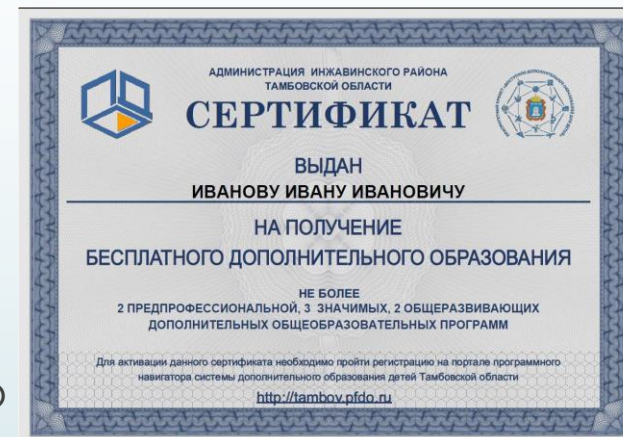 АДМИНИСТРАЦИЯ ИНЖАВИНСКОГО РАЙОНА
ТАМБОВСКОЙ ОБЛАСТИ
СЕРТИФИКАТ
ВЫДАН
ИВАНОВУ ИВАНУ ИВАНОВИЧУ
НА ПОЛУЧЕНИЕ
БЕСПЛАТНОГО ДОПОЛНИТЕЛЬНОГО ОБРАЗОВАНИЯ
НЕ БОЛЕЕ
2 ПРЕДПРОФЕССИОНАЛЬНОЙ, 3 ЗНАЧИМЫХ, 2 ОБЩЕРАЗВИВАЮЩИХ
ДОПОЛНИТЕЛЬНЫХ ОБЩЕОБРАЗОВАТЕЛЬНЫХ ПРОГРАММ
Для активации данного сертификата необходимо пройти регистрацию на портале программного
навигатора системы дополнительного образования детей Тамбовской области
http://tambov.pfdo.ru